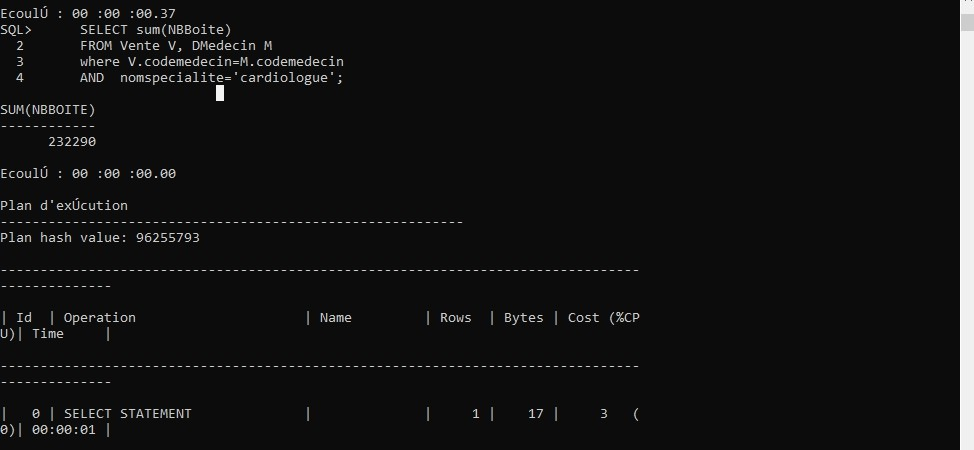 EcoulÚ : 00 :00 :00.37
SQL>      SELECT sum(NBBoite)
  2       FROM Vente V, DMedecin M
  3       where V.codemedecin=M.codemedecin
  4       AND  nomspecialite='cardiologue';
SUM(NBBOITE)
------------
      232290
EcoulÚ : 00 :00 :00.00
Plan d'exÚcution
----------------------------------------------------------
Plan hash value: 96255793
--------------------------------------------------------------------------------
--------------
| Id  | Operation                     | Name         | Rows  | Bytes | Cost (%CP
U)| Time     |
--------------------------------------------------------------------------------
--------------
|   0 | SELECT STATEMENT              |              |     1 |    17 |     3   (
0)| 00:00:01 |